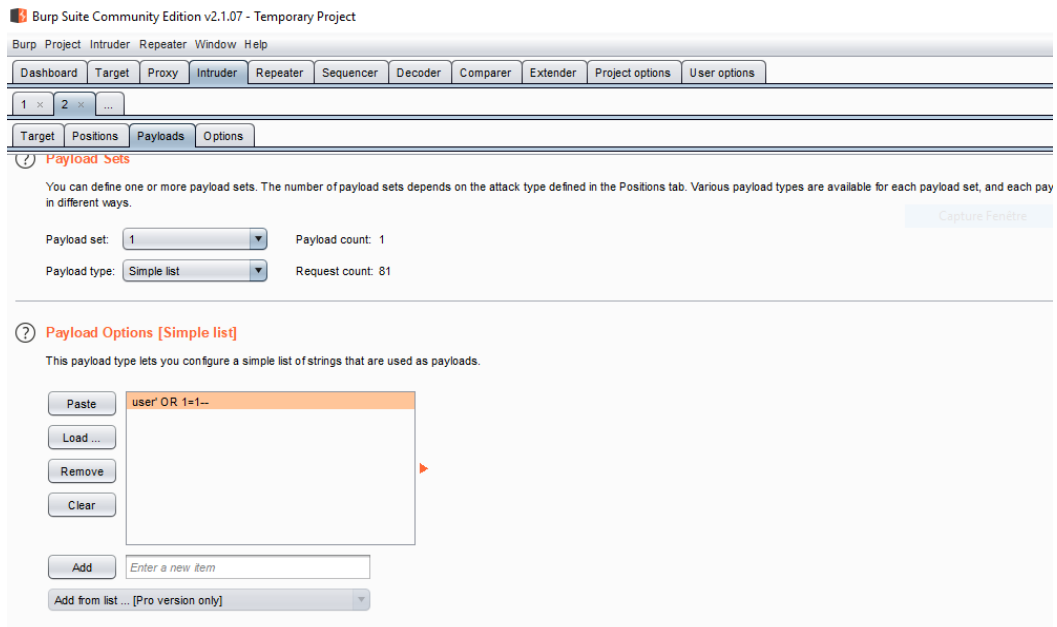 Burp Suite Community Edition v2.1.07 - Temporary Project
Burp Project Intruder Repeater Window Help
Dashboard Target Proxy Intruder Repeater Sequencer Decoder Comparer Extender Project options User options
1 × 2 × ...
Target Positions Payloads Options
? Payload Sets
You can define one or more payload sets. The number of payload sets depends on the attack type defined in the Positions tab. Various payload types are available for each payload set, and each pay
in different ways.
Capture Fenêtre
Payload set: 1 Payload count: 1
Payload type: Simple list Request count: 81
? Payload Options [Simple list]
This payload type lets you configure a simple list of strings that are used as payloads.
Paste user' OR 1=1--
Load ...
Remove
Clear
Add Enter a new item
Add from list ... [Pro version only]